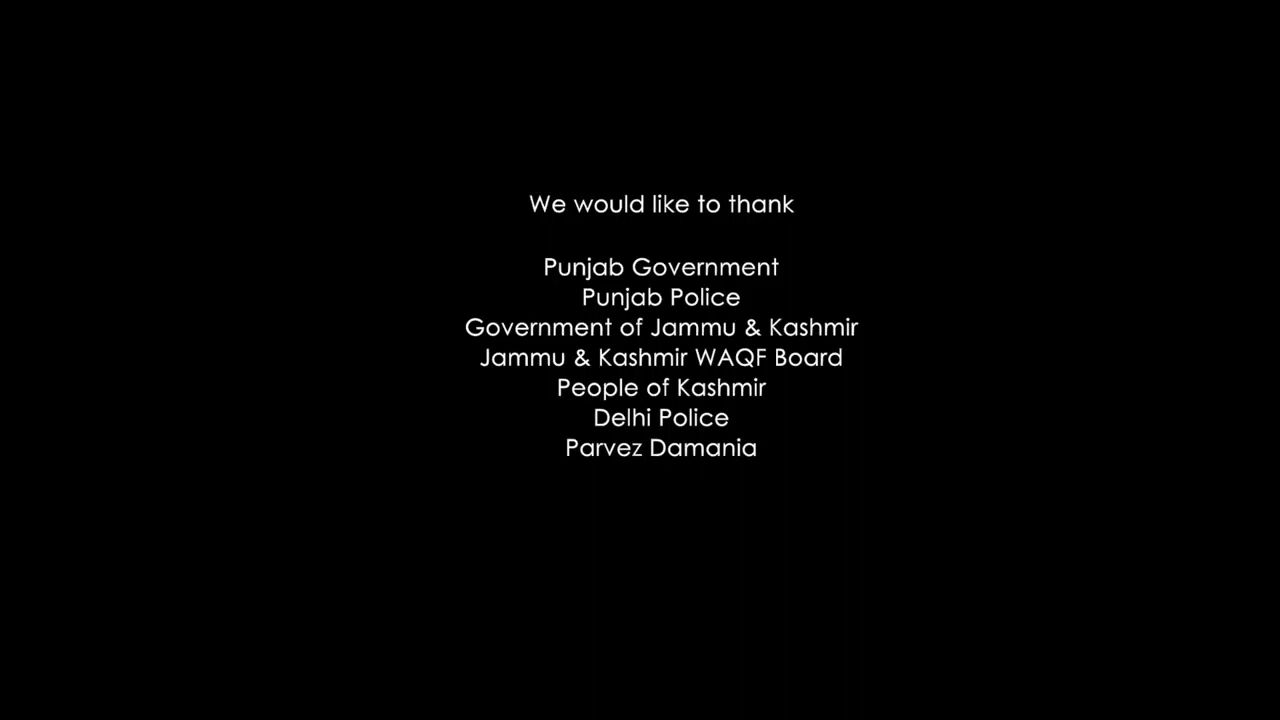 We would like to thank
Punjab Government
Punjab Police
Government of Jammu & Kashmir
Jammu & Kashmir WAQF Board
People of Kashmir
Delhi Police
Parvez Damania